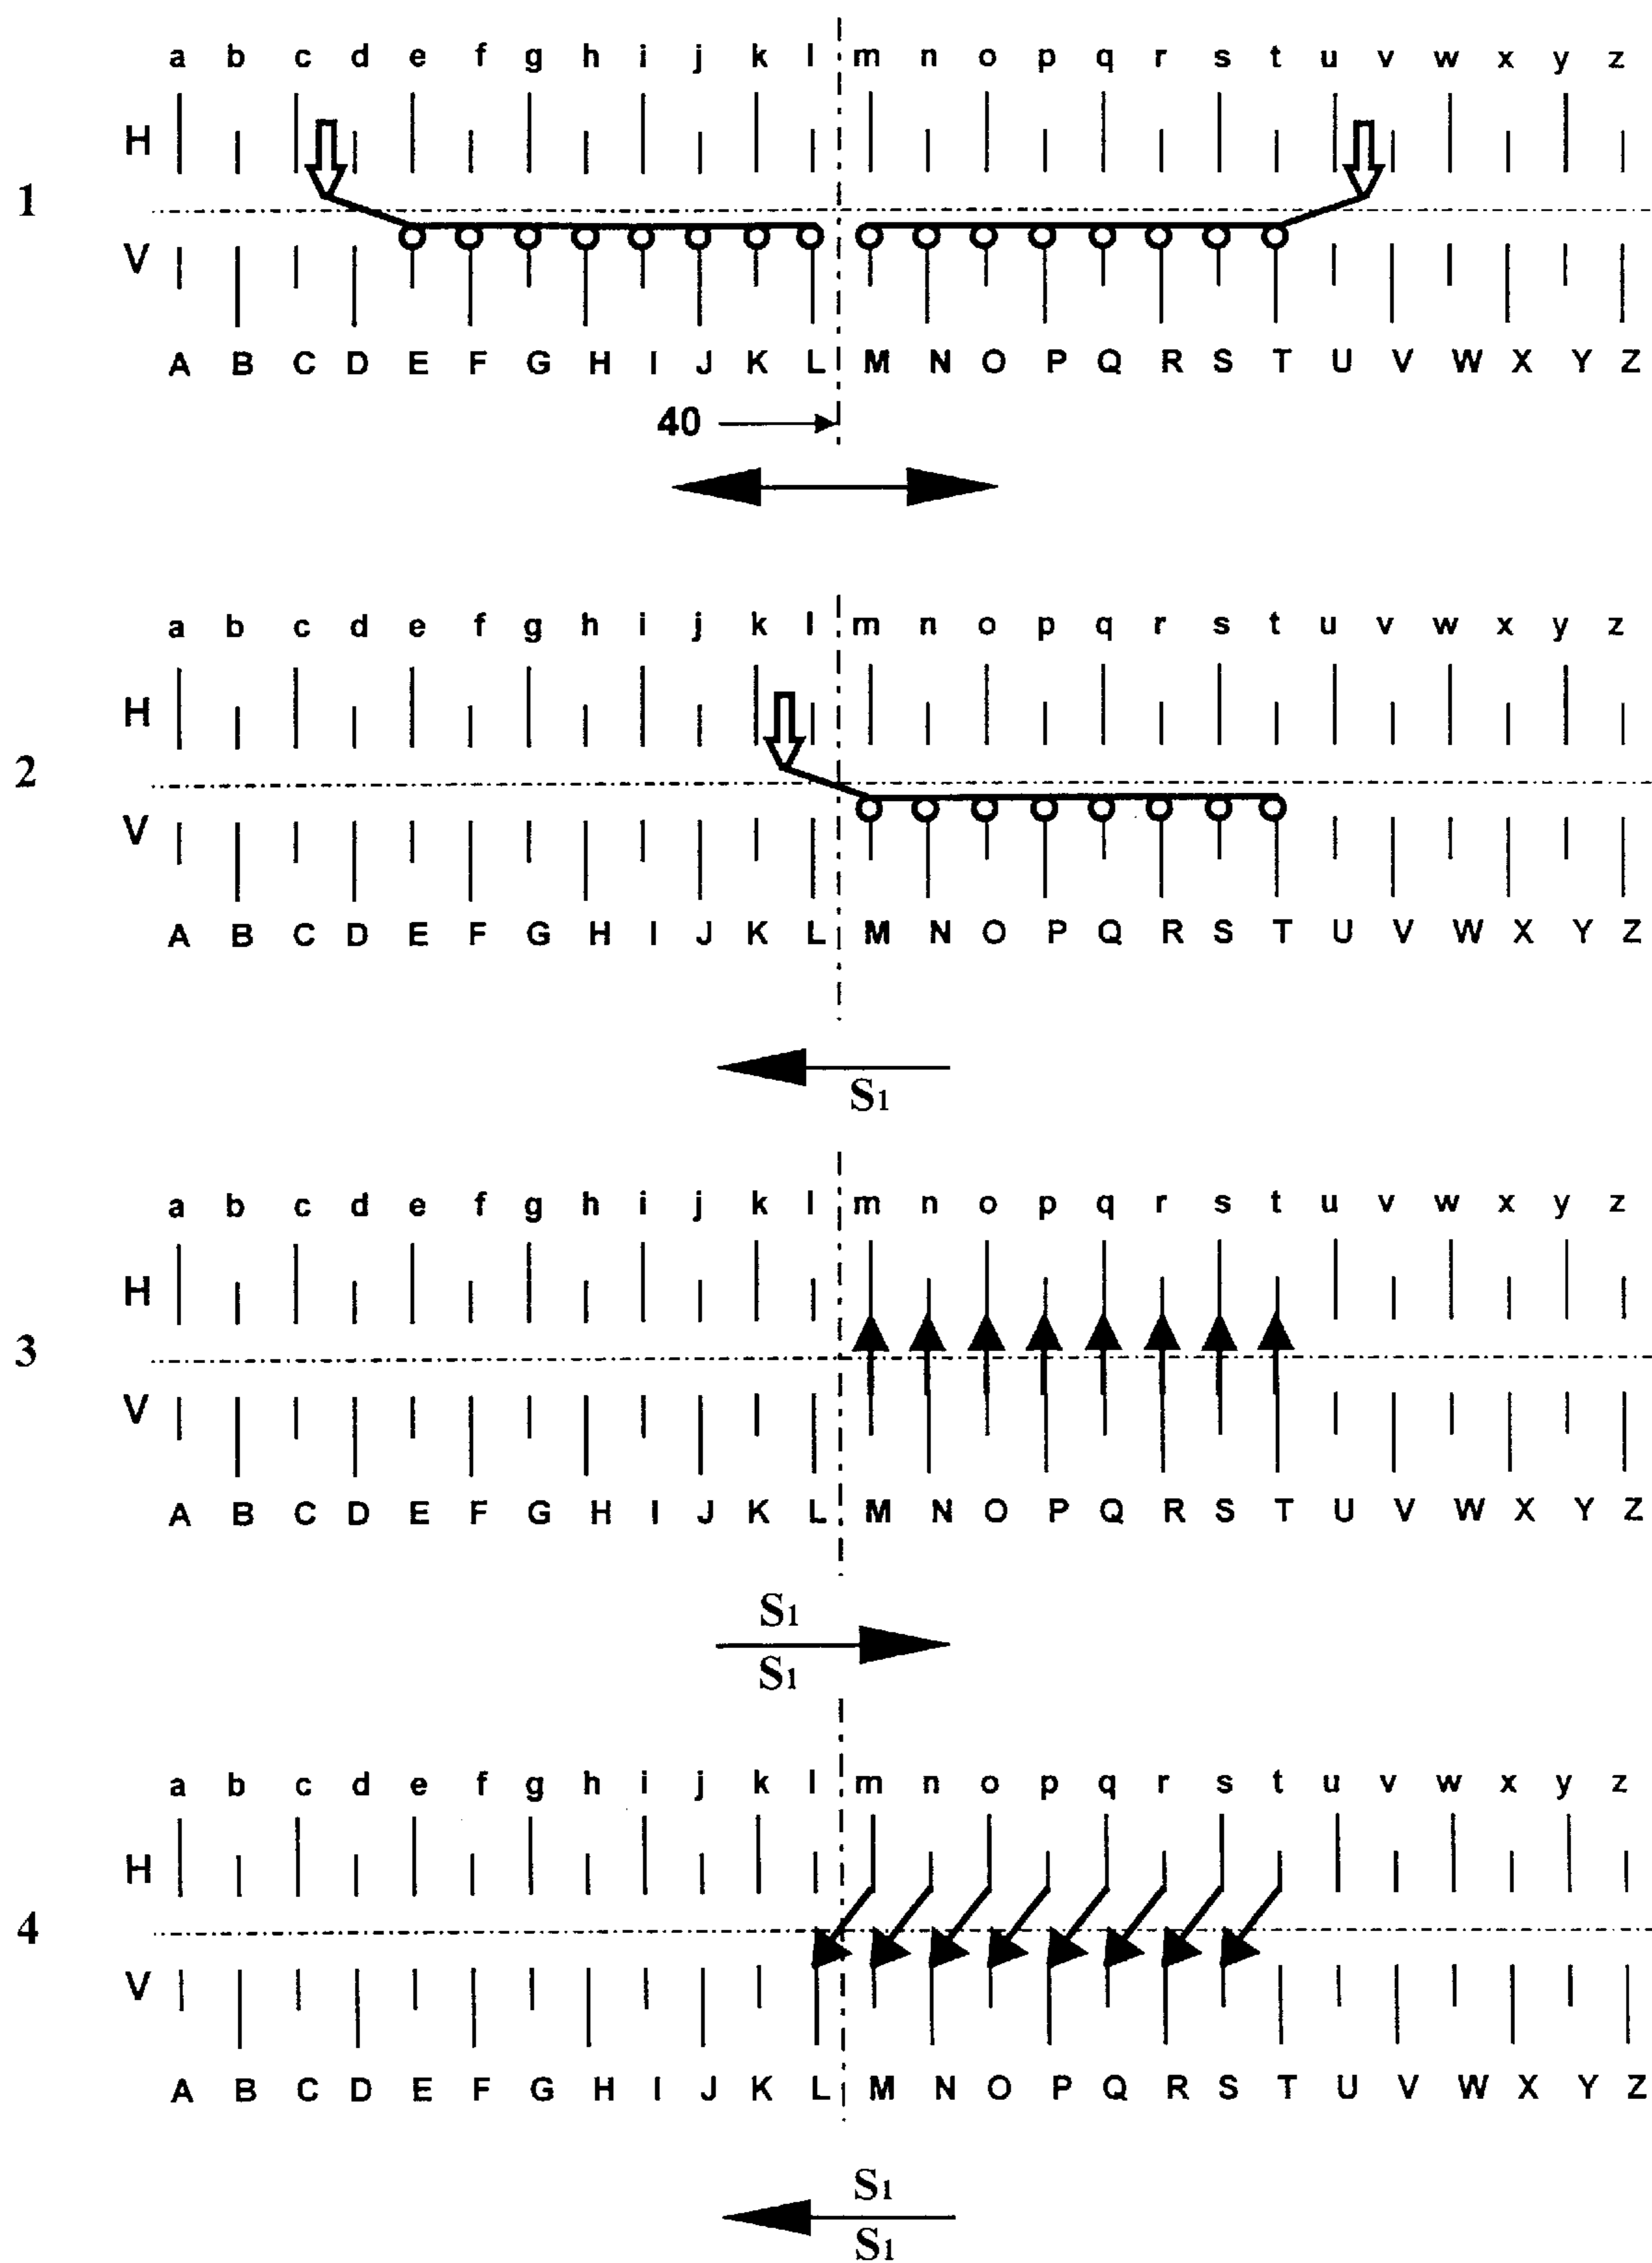 a b c d e f g h i j k l m n o p q r s t u v w x y z
H
1
V
A B C D E F G H I J K L M N O P Q R S T U V W X Y Z
40
a b c d e f g h i j k l m n o p q r s t u v w x y z
H
2
V
A B C D E F G H I J K L M N O P Q R S T U V W X Y Z
S1
a b c d e f g h i j k l m n o p q r s t u v w x y z
H
3
V
A B C D E F G H I J K L M N O P Q R S T U V W X Y Z
S1
S1
a b c d e f g h i j k l m n o p q r s t u v w x y z
H
4
V
A B C D E F G H I J K L M N O P Q R S T U V W X Y Z
S1
S1